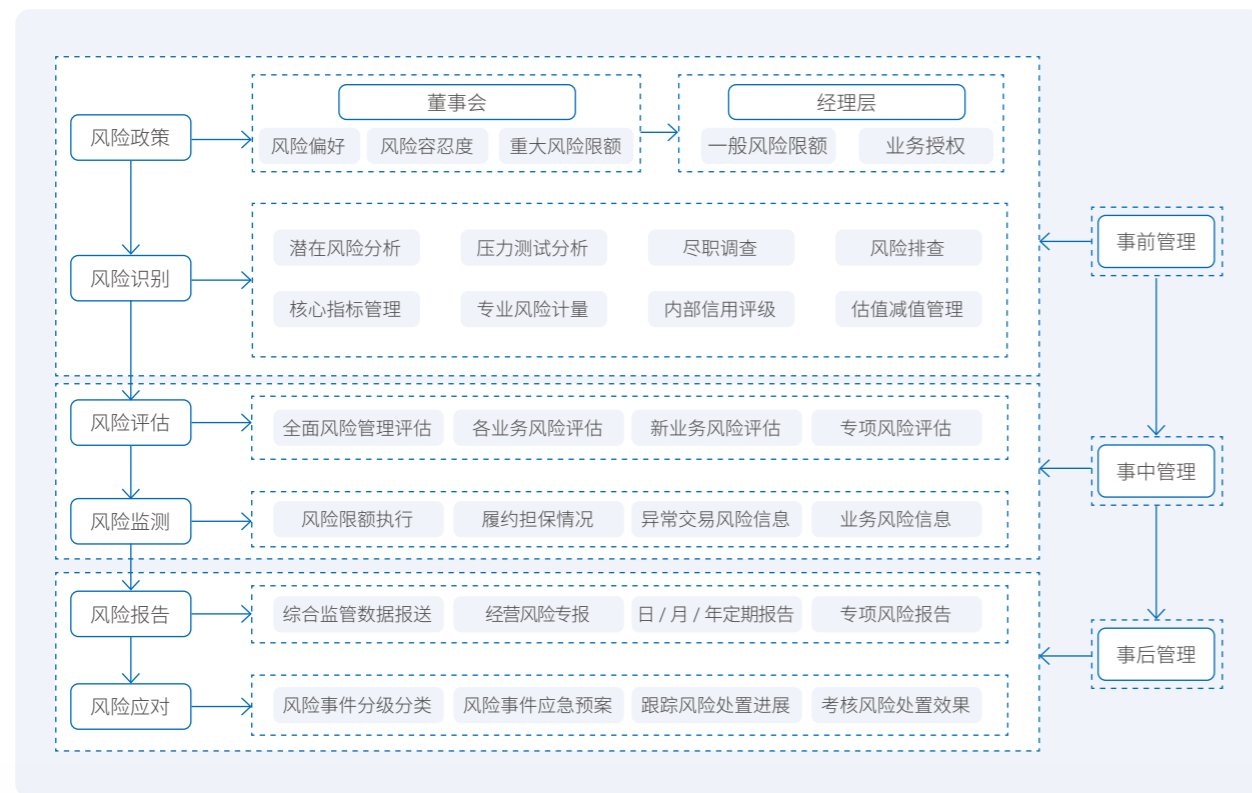 董事会
经理层
风险政策
风险偏好
风险容忍度
重大风险限额
一般风险限额
业务授权
事前管理
潜在风险分析
压力测试分析
尽职调查
风险排查
风险识别
核心指标管理
专业风险计量
内部信用评级
估值减值管理
风险评估
全面风险管理评估
各业务风险评估
新业务风险评估
专项风险评估
事中管理
风险监测
风险限额执行
履约担保情况
异常交易风险信息
业务风险信息
风险报告
综合监管数据报送
经营风险专报
日 / 月 / 年定期报告
专项风险报告
事后管理
风险应对
风险事件分级分类
风险事件应急预案
跟踪风险处置进展
考核风险处置效果